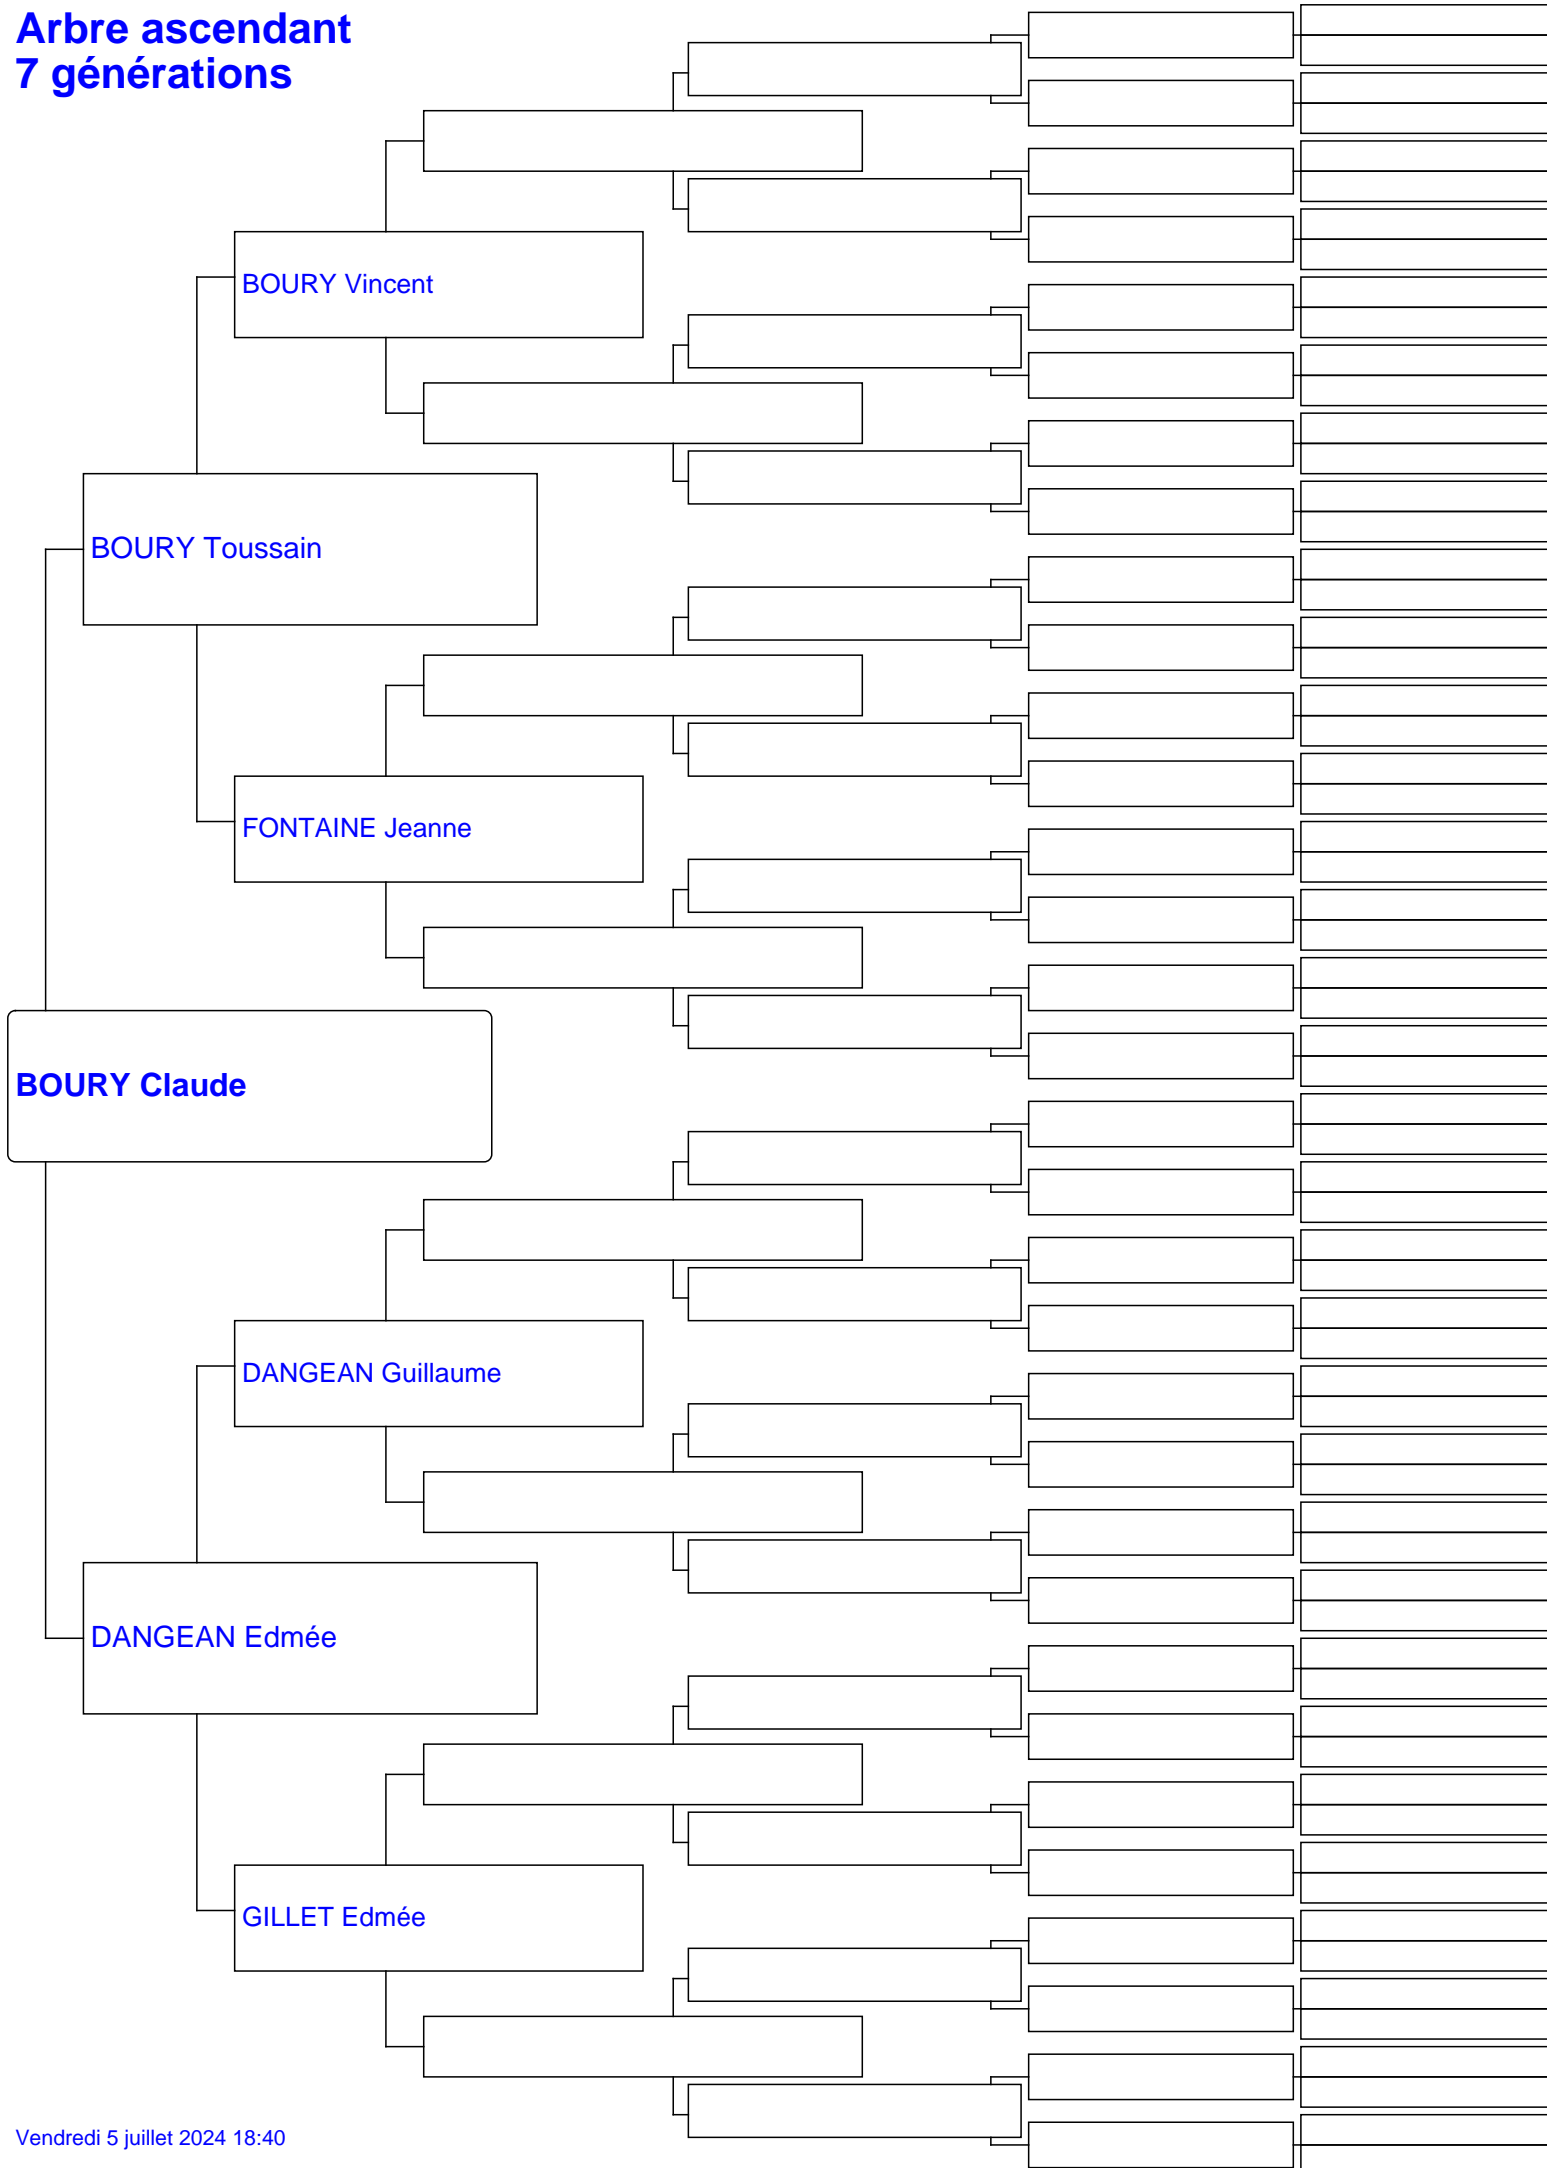 Arbre ascendant
7 générations
BOURY Vincent
BOURY Toussain
FONTAINE Jeanne
BOURY Claude
DANGEAN Guillaume
DANGEAN Edmée
GILLET Edmée
Vendredi 5 juillet 2024 18:40